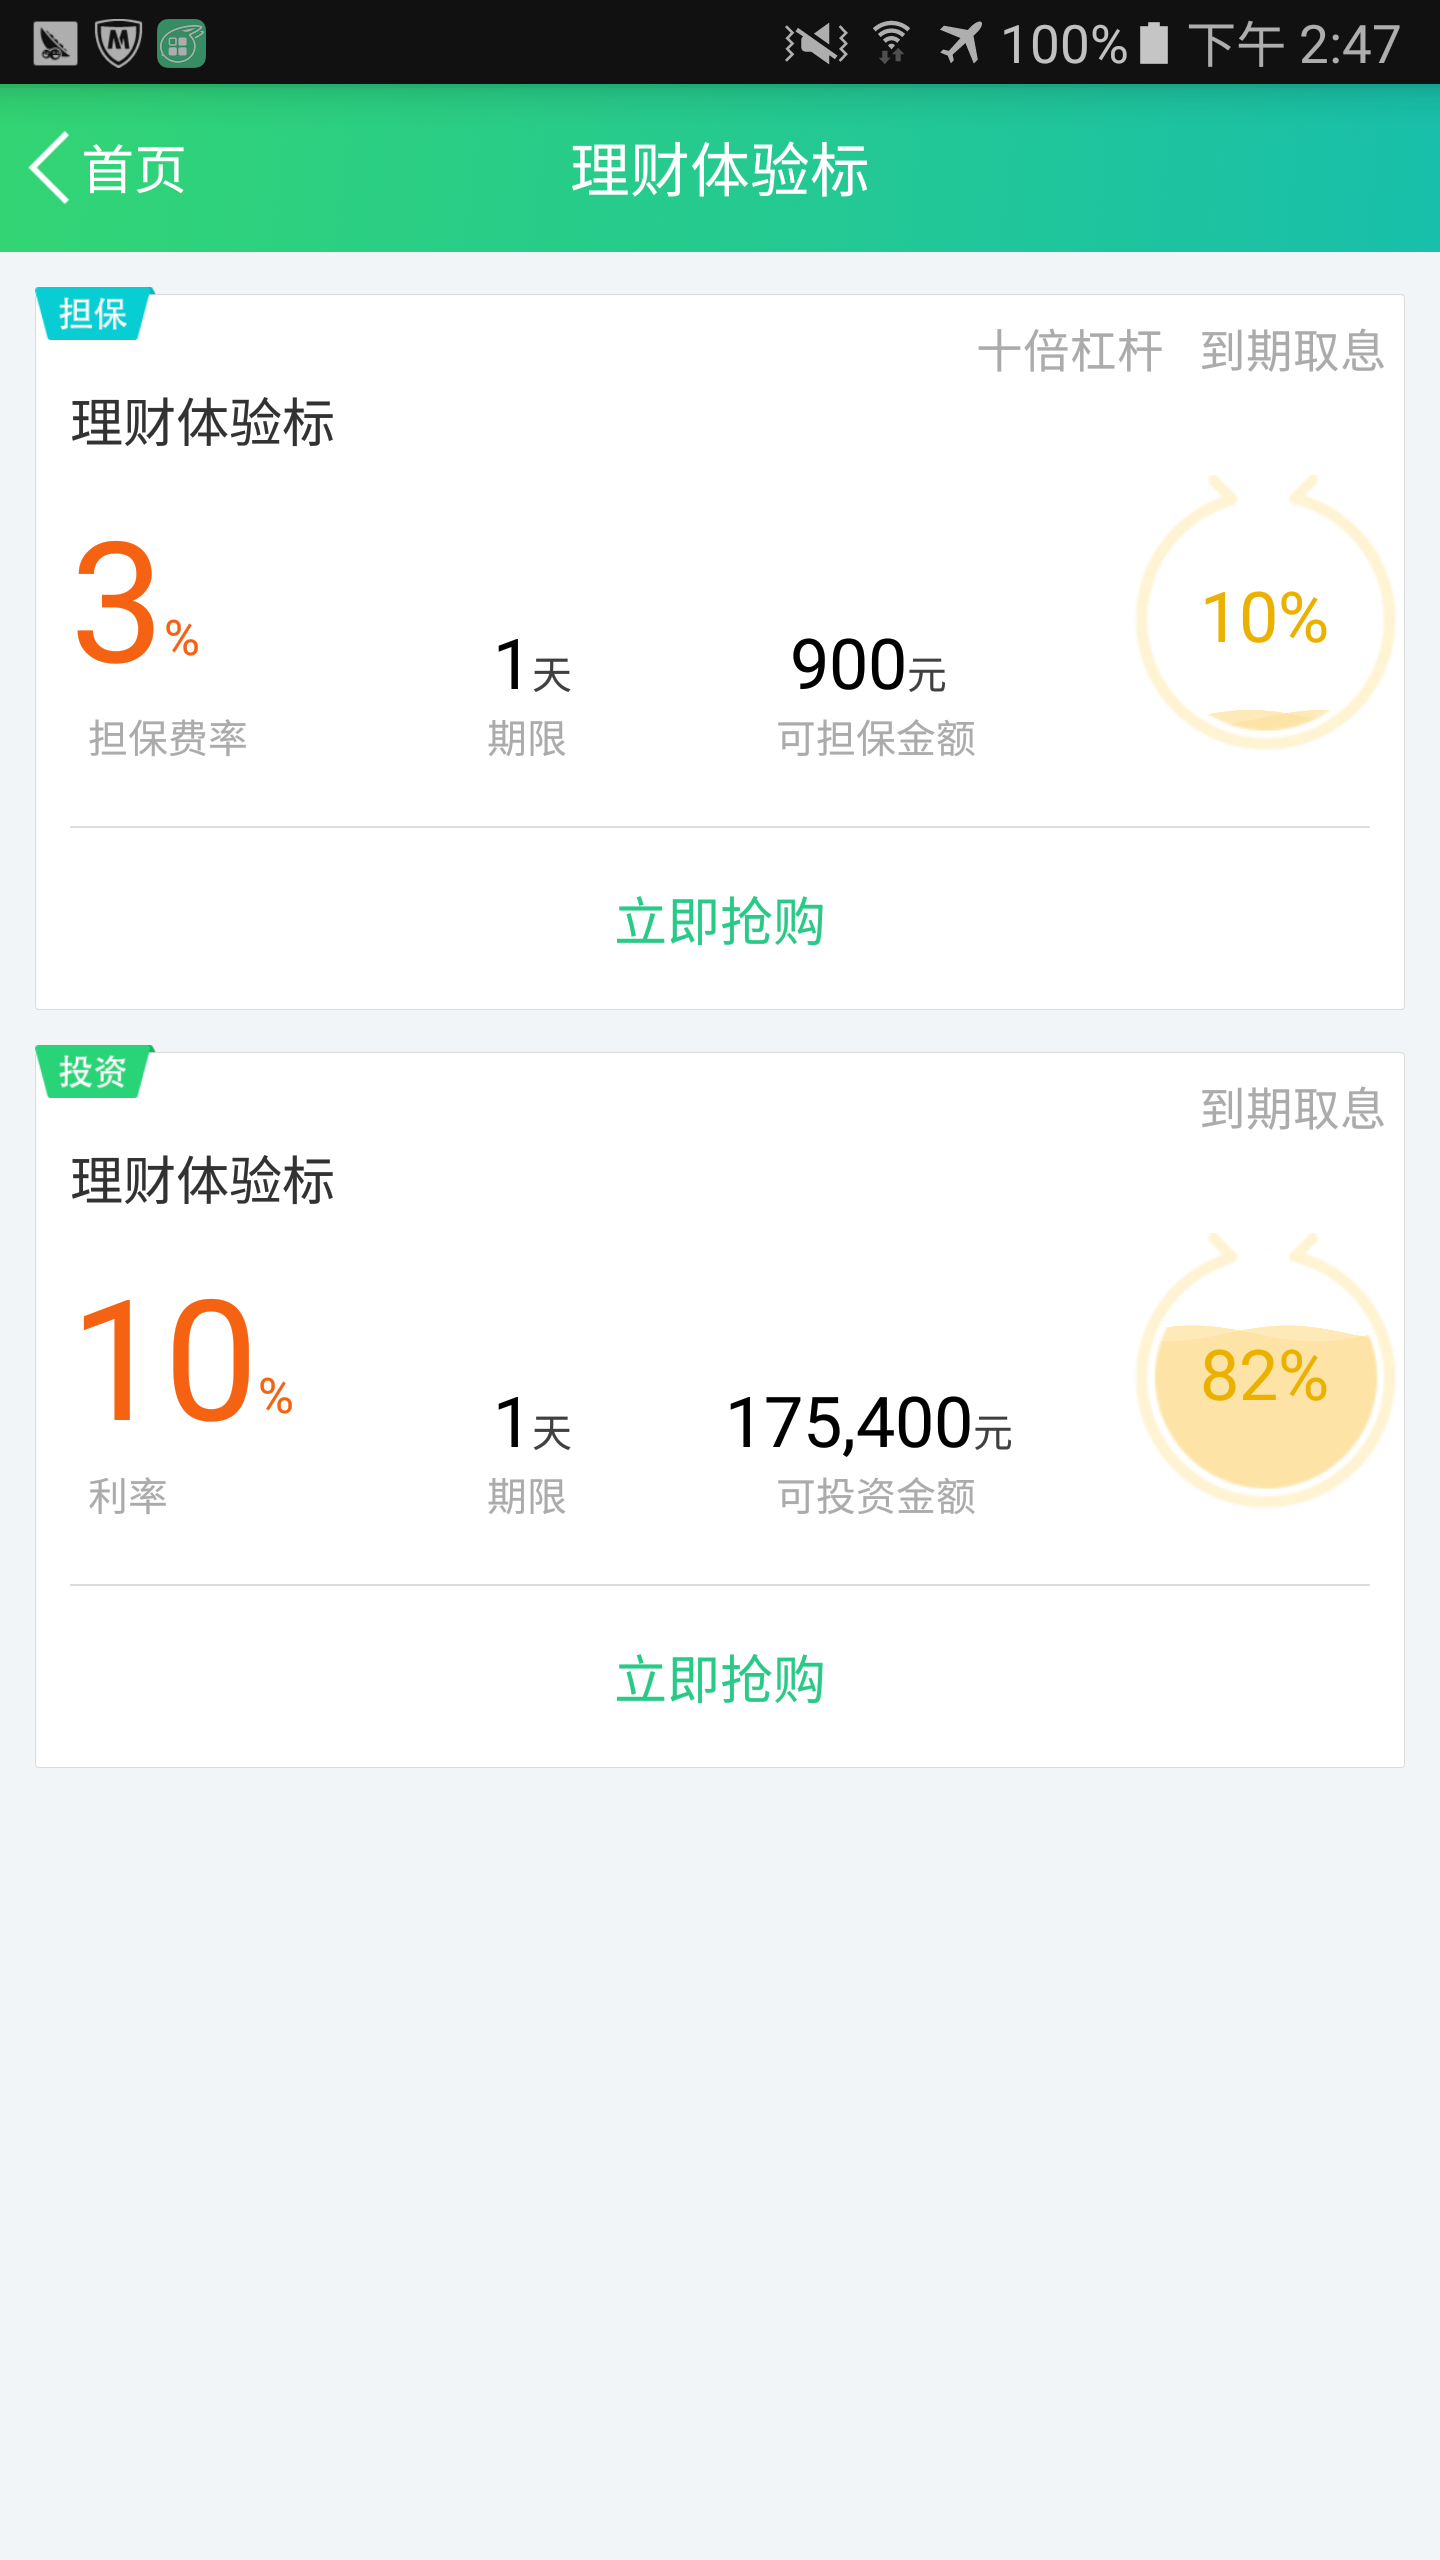 100% 下午 2:47
首页 理财体验标
担保
十倍杠杆 到期取息
理财体验标
3% 1天 900元 10%
担保费率 期限 可担保金额
立即抢购
投资
到期取息
理财体验标
10% 1天 175,400元 82%
利率 期限 可投资金额
立即抢购